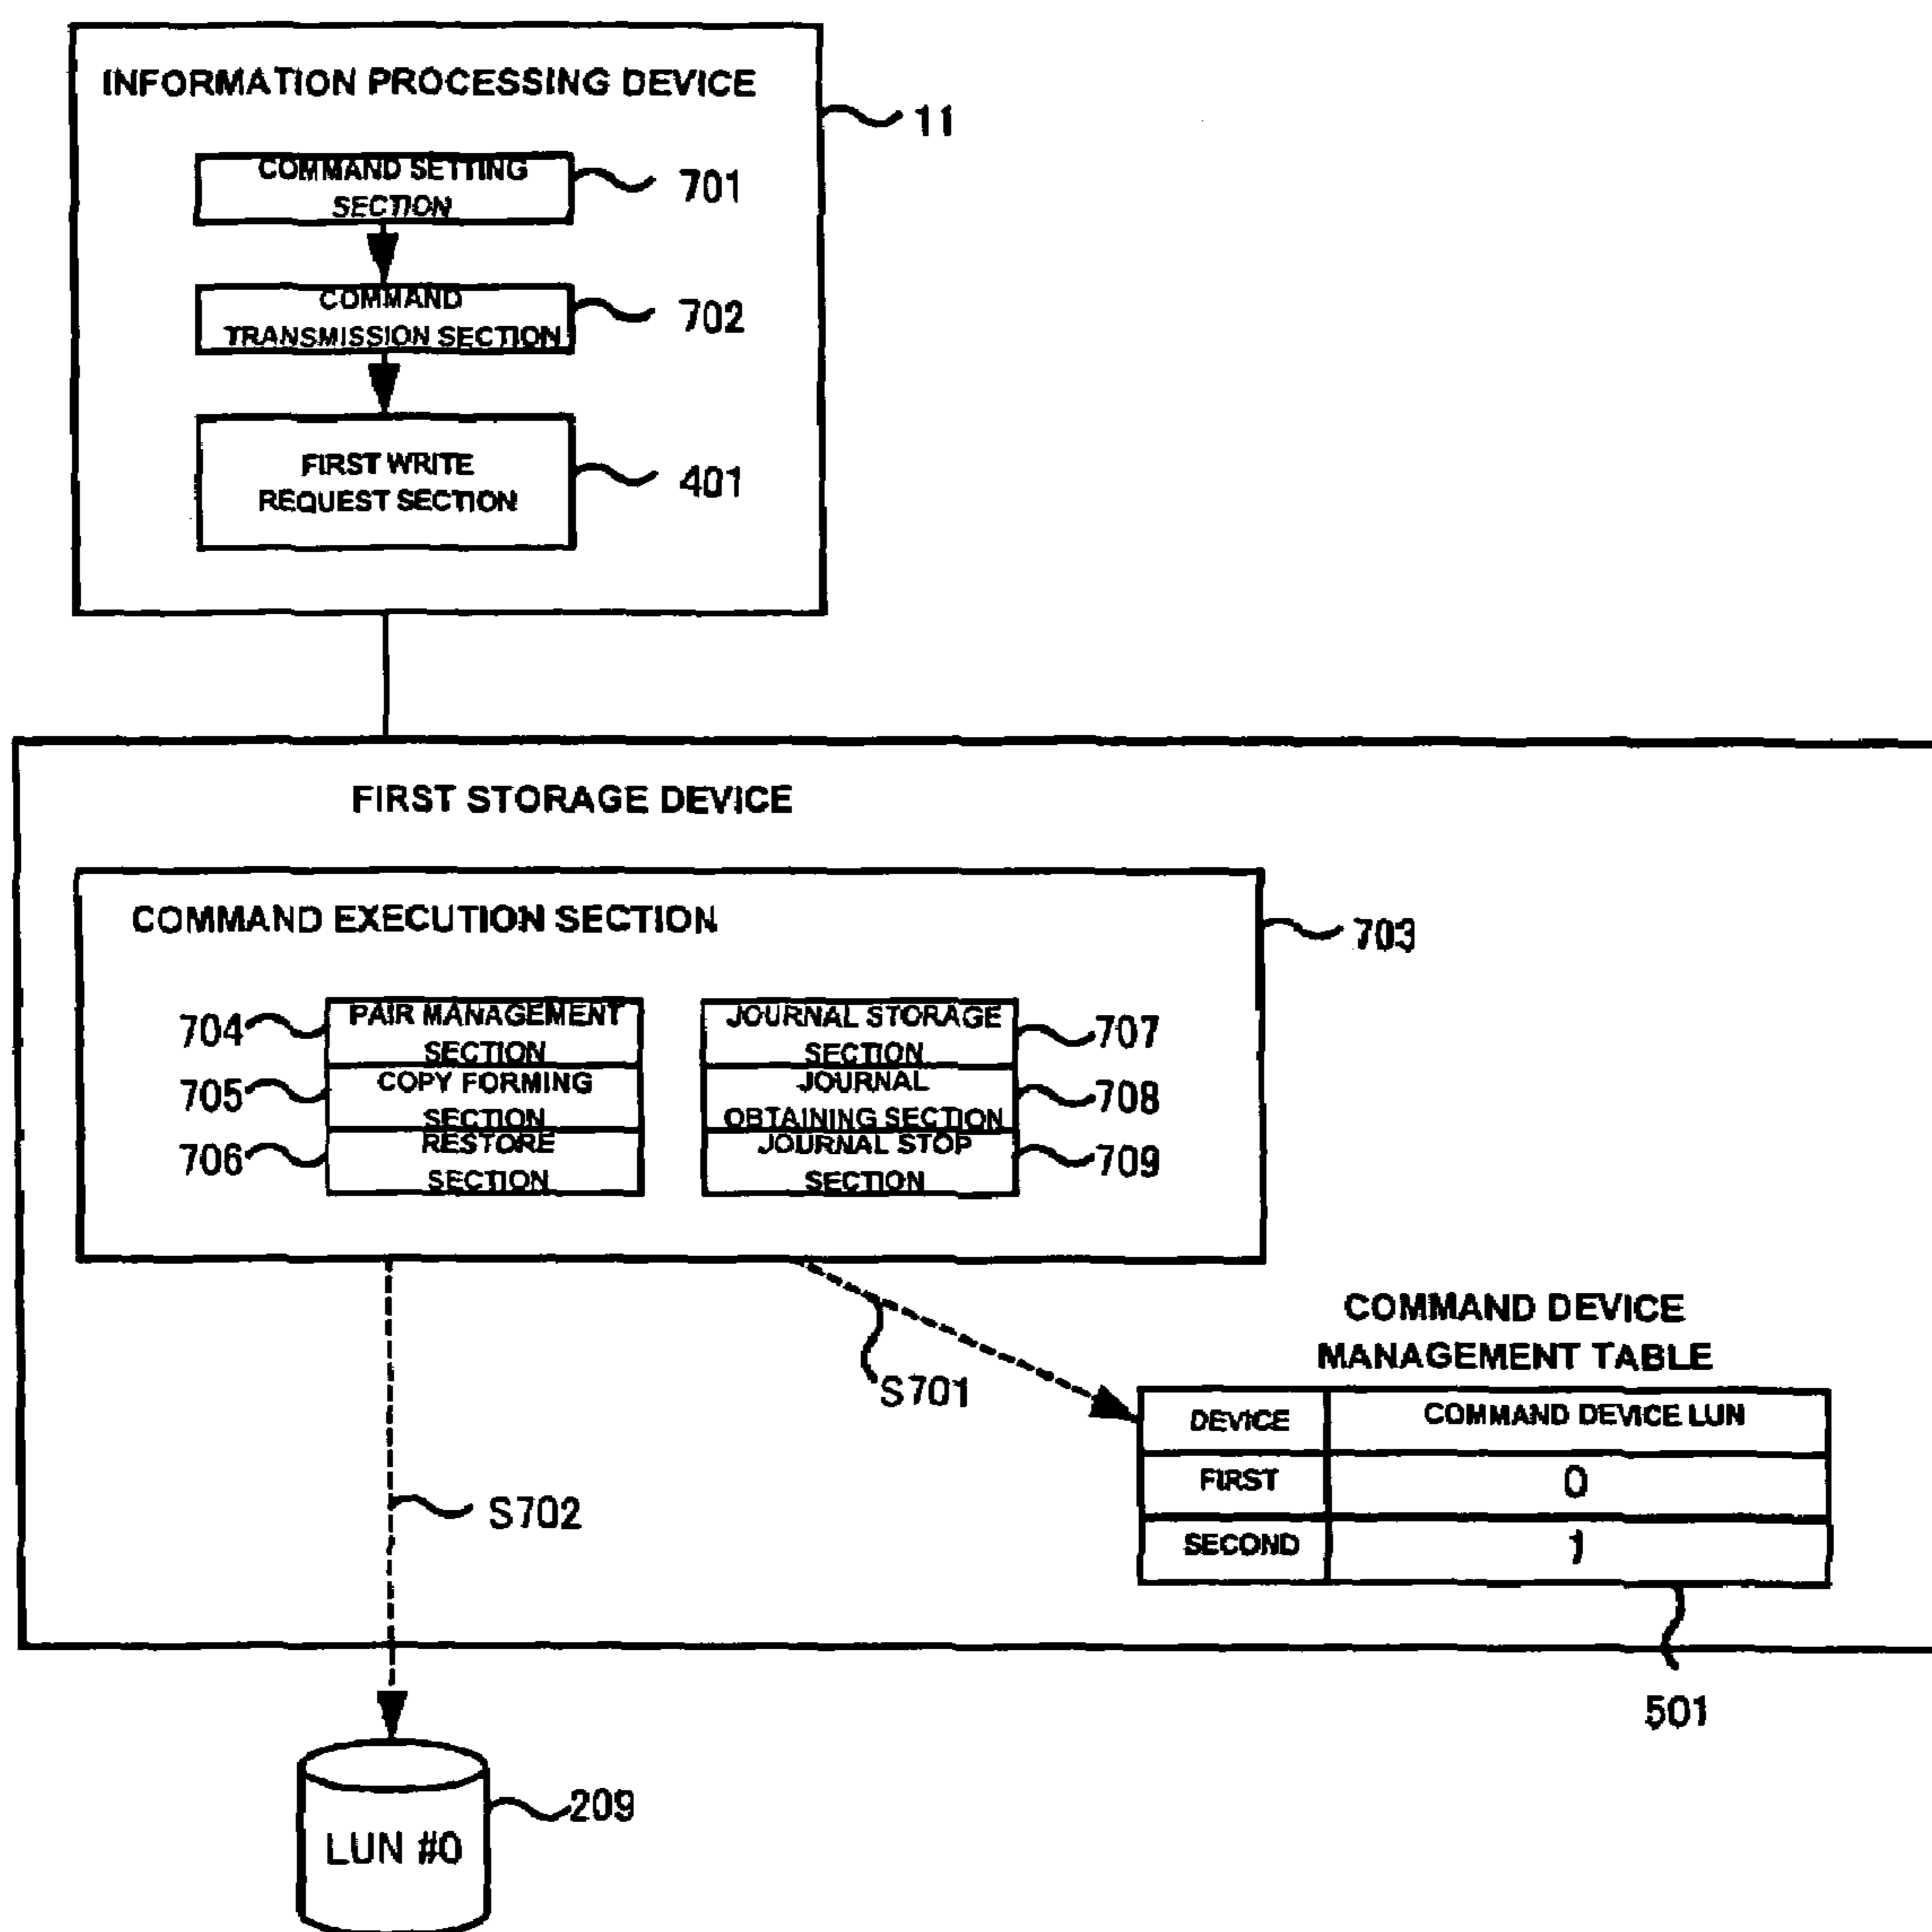 INFORMATION PROCESSING DEVICE
11
COMMAND SETTING
SECTION
701
COMMAND
TRANSMISSION SECTION
702
FIRST WRITE
REQUEST SECTION
401
FIRST STORAGE DEVICE
COMMAND EXECUTION SECTION
703
704
PAIR MANAGEMENT
SECTION
JOURNAL STORAGE
SECTION
707
705
COPY FORMING
SECTION
JOURNAL
OBTAINING SECTION
708
706
RESTORE
SECTION
JOURNAL STOP
SECTION
709
COMMAND DEVICE
MANAGEMENT TABLE
S701
DEVICE
COMMAND DEVICE LUN
FIRST
0
SECOND
1
S702
501
209
LUN #0